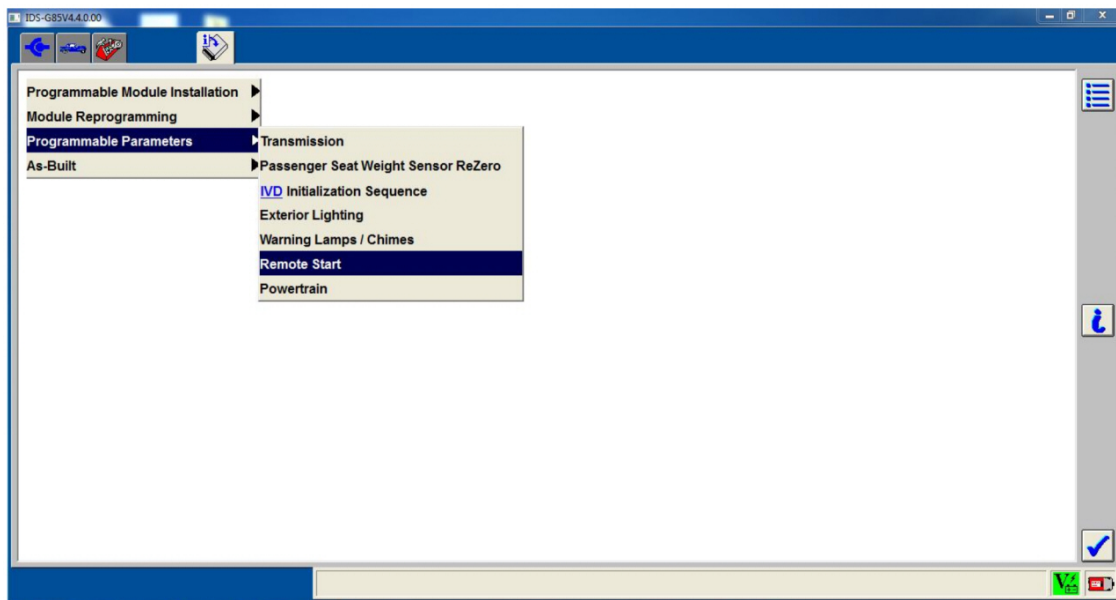 IDS-G85V4.4.0.00
Programmable Module Installation
Module Reprogramming
Programmable Parameters
As-Built
Transmission
Passenger Seat Weight Sensor ReZero
IVD Initialization Sequence
Exterior Lighting
Warning Lamps / Chimes
Remote Start
Powertrain